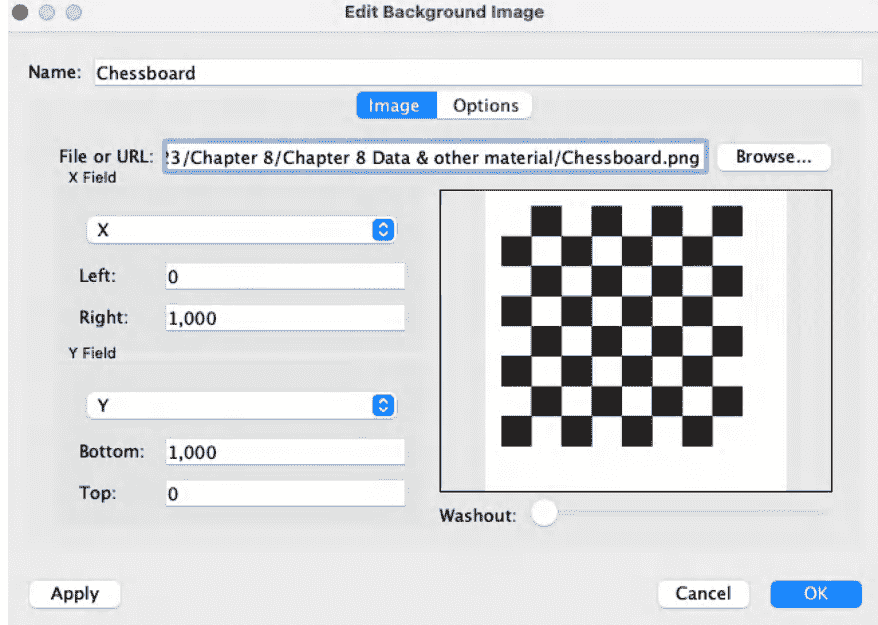 Edit Background Image
Name: Chessboard
Image Options
File or URL: 23/Chapter 8/Chapter 8 Data & other material/Chessboard.png Browse...
X Field
X
Left: 0
Right: 1,000
Y Field
Y
Bottom: 1,000
Top: 0
Washout:
Apply Cancel OK